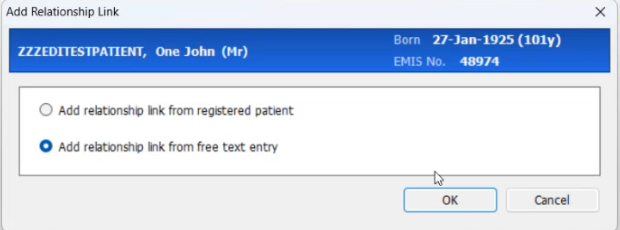 Add Relationship Link
ZZZEDITESTPATIENT, One John (Mr)
Born 27-Jan-1925 (101y)
EMIS No. 48974
Add relationship link from registered patient
Add relationship link from free text entry
OK
Cancel